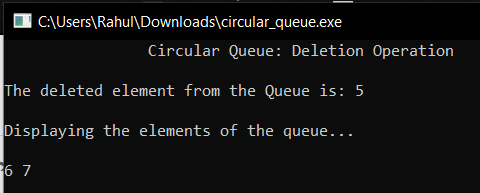 C:\Users\Rahul\Downloads\circular_queue.exe
Circular Queue: Deletion Operation
The deleted element from the Queue is: 5
Displaying the elements of the queue...
6 7